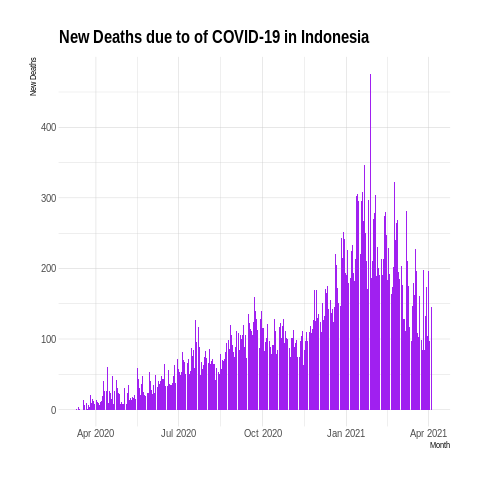 New Deaths due to of COVID-19 in Indonesia
New Deaths
400
300
200
100
0
Apr 2020
Jul 2020
Oct 2020
Jan 2021
Apr 2021
Month